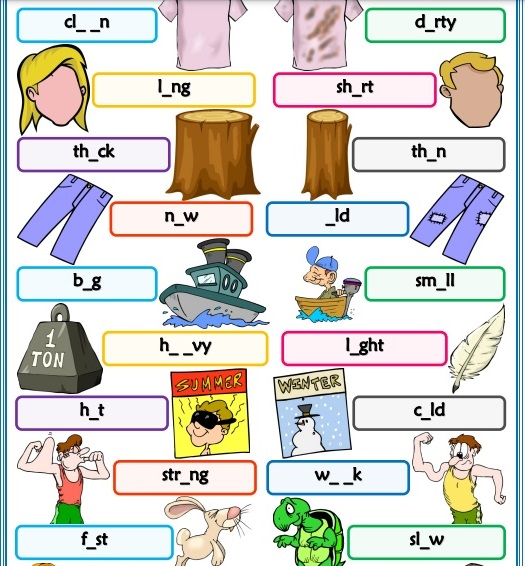 cl_ _n
d_rty
l_ng
sh_rt
th_ck
th_n
n_w
_ld
b_g
sm_ll
1
TON
h_ _vy
l_ght
SUMMER
WINTER
h_t
c_ld
str_ng
w_ _k
f_st
sl_w